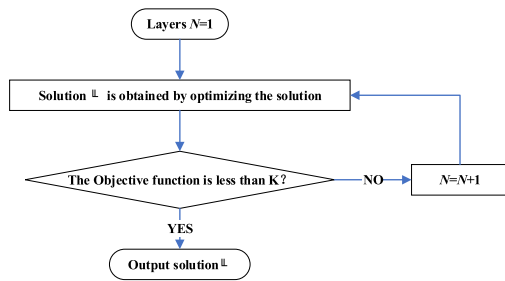 Layers N=1
Solution 𝕃 is obtained by optimizing the solution
The Objective function is less than K?
NO
N=N+1
YES
Output solution 𝕃